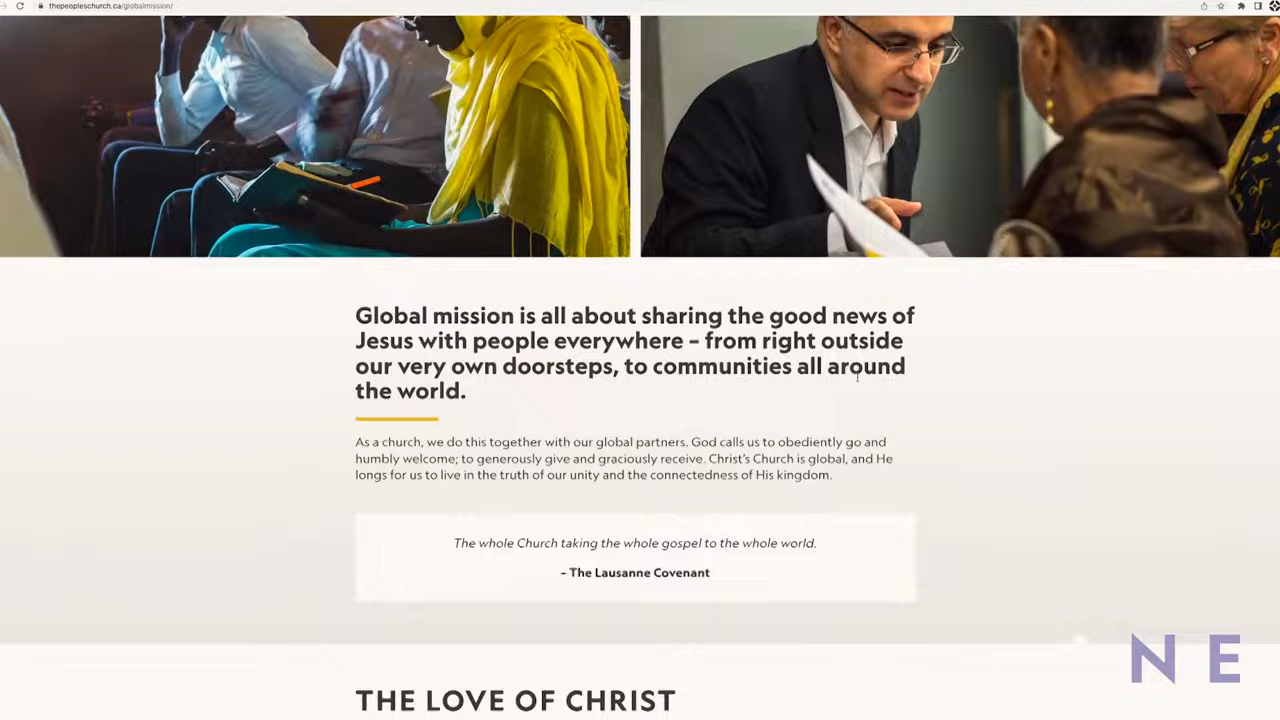 thepeopleschurch.ca/globalmission/
Global mission is all about sharing the good news of
Jesus with people everywhere – from right outside
our very own doorsteps, to communities all around
the world.
As a church, we do this together with our global partners. God calls us to obediently go and
humbly welcome; to generously give and graciously receive. Christ's Church is global, and He
longs for us to live in the truth of our unity and the connectedness of His kingdom.
The whole Church taking the whole gospel to the whole world.
– The Lausanne Covenant
N E
THE LOVE OF CHRIST